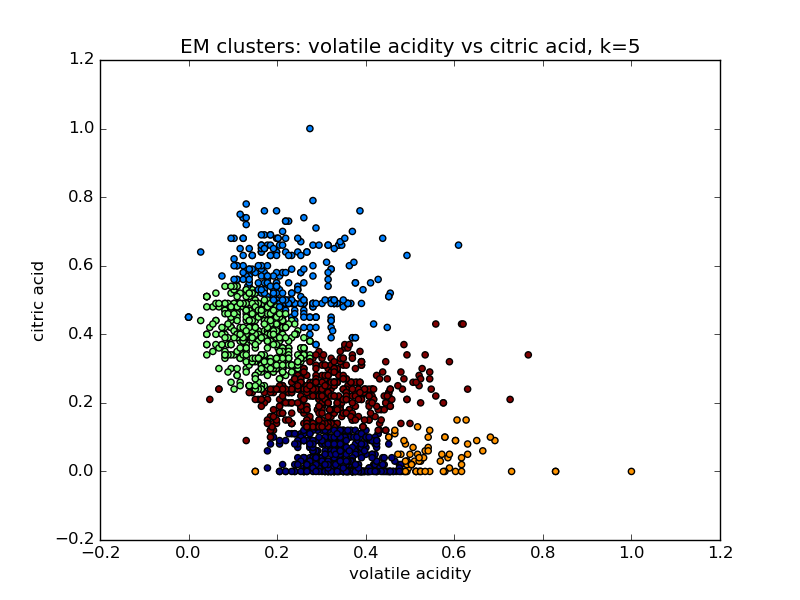 EM clusters: volatile acidity vs citric acid, k=5
1.2
1.0
0.8
0.6
0.4
0.2
0.0
−0.2
citric acid
−0.2 0.0 0.2 0.4 0.6 0.8 1.0 1.2
volatile acidity